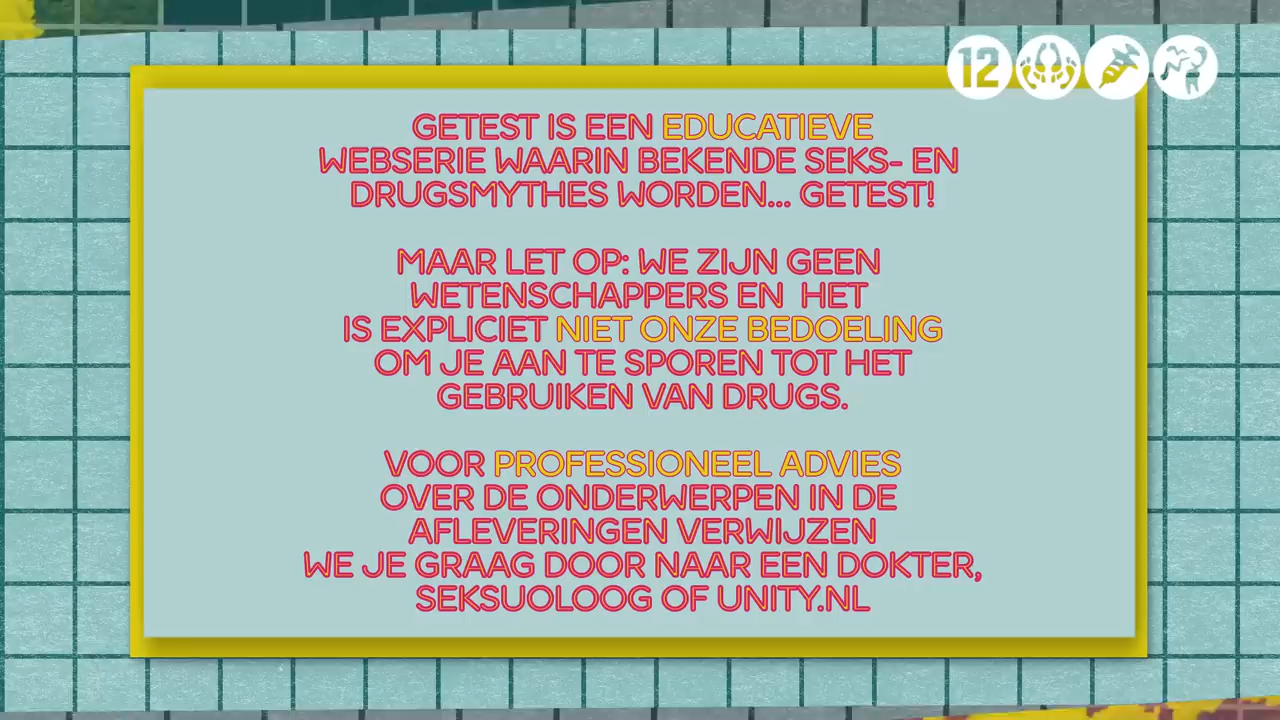 12
GETEST IS EEN EDUCATIEVE
WEBSERIE WAARIN BEKENDE SEKS- EN
DRUGSMYTHES WORDEN... GETEST!
MAAR LET OP: WE ZIJN GEEN
WETENSCHAPPERS EN HET
IS EXPLICIET NIET ONZE BEDOELING
OM JE AAN TE SPOREN TOT HET
GEBRUIKEN VAN DRUGS.
VOOR PROFESSIONEEL ADVIES
OVER DE ONDERWERPEN IN DE
AFLEVERINGEN VERWIJZEN
WE JE GRAAG DOOR NAAR EEN DOKTER,
SEKSUOLOOG OF UNITY.NL